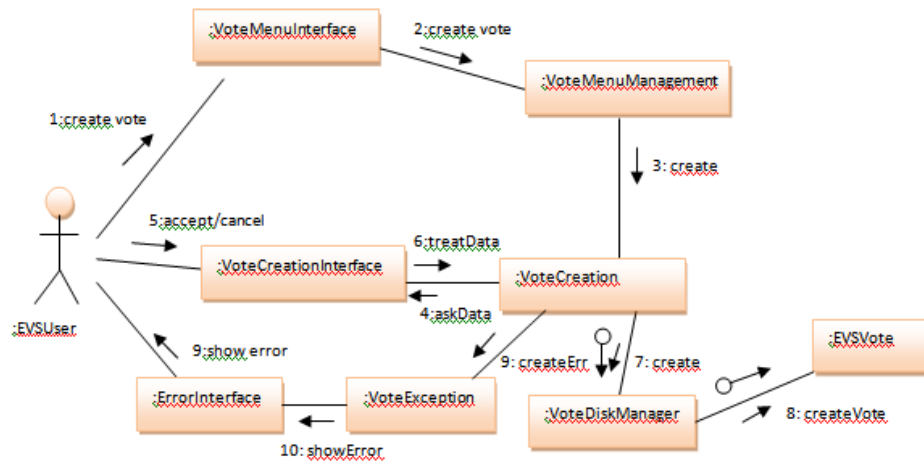 :VoteMenuInterface
2:create vote
:VoteMenuManagement
1:create vote
3: create
5:accept/cancel
6:treatData
:VoteCreationInterface
:VoteCreation
4:askData
:EVSUser
9:show error
9: createErr
7: create
:EVSVote
:ErrorInterface
:VoteException
:VoteDiskManager
8: createVote
10: showError